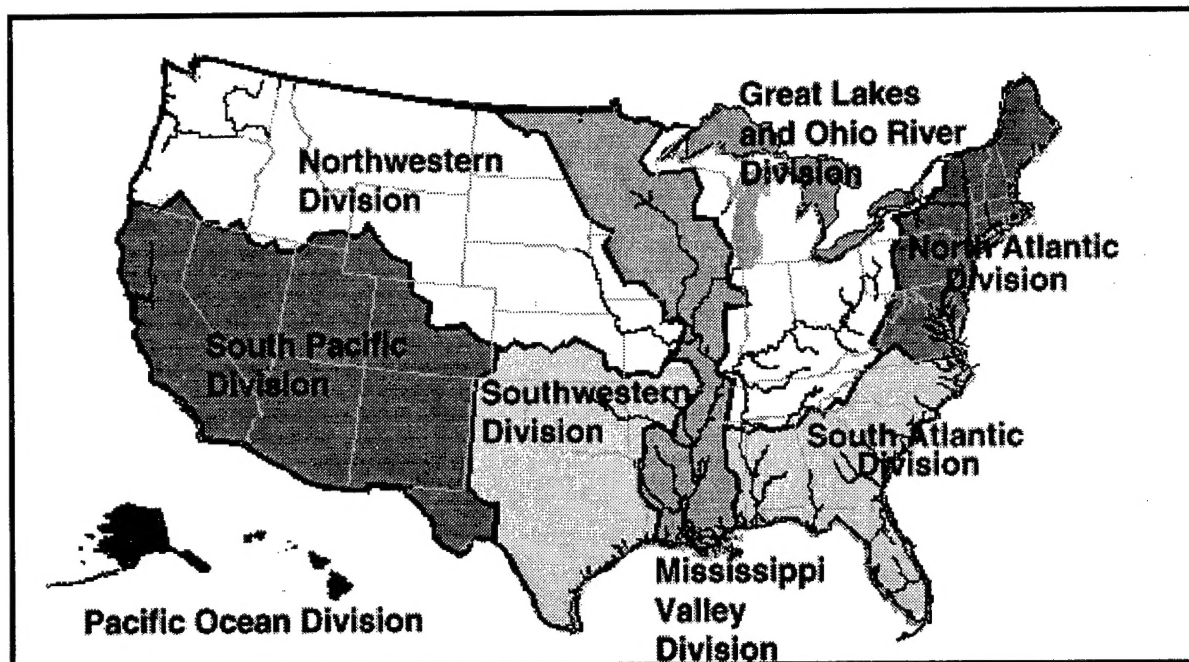 Great Lakes
and Ohio River
Division
Northwestern
Division
North Atlantic
Division
South Pacific
Division
Southwestern
Division
South Atlantic
Division
Mississippi
Valley
Division
Pacific Ocean Division